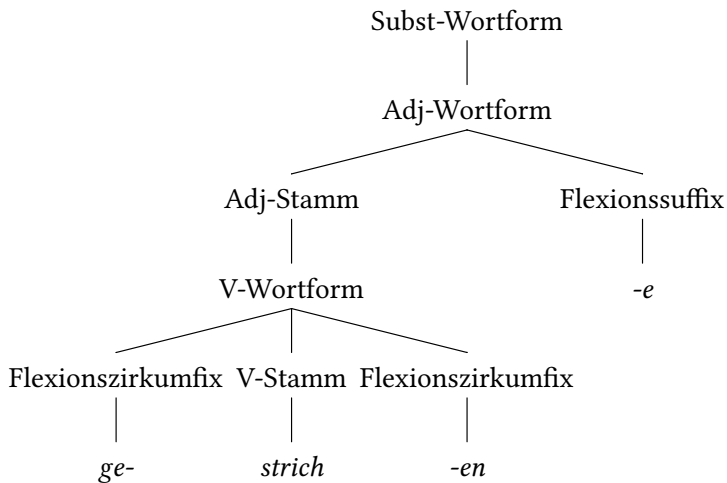 Subst-Wortform
Adj-Wortform
Adj-Stamm Flexionssuffix
V-Wortform -e
Flexionszirkumfix V-Stamm Flexionszirkumfix
ge- strich -en